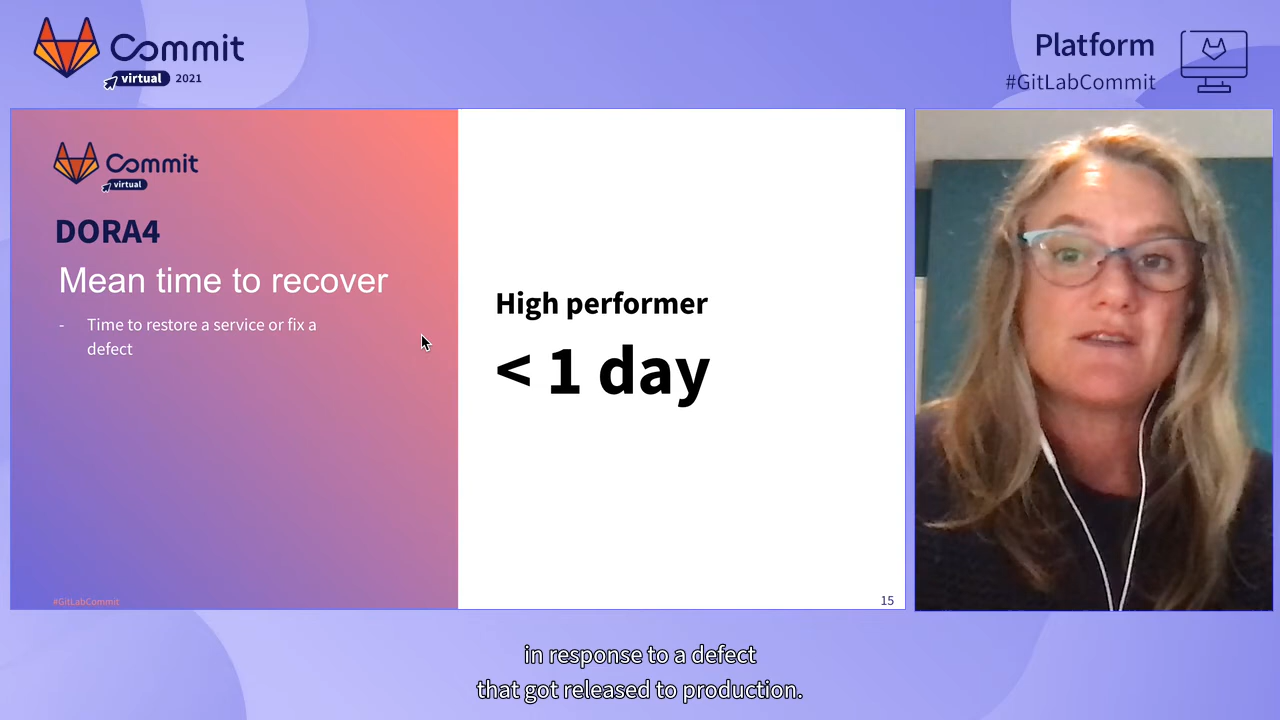 Commit
virtual 2021
Platform
#GitLabCommit
Commit
virtual
DORA4
Mean time to recover
- Time to restore a service or fix a
defect
#GitLabCommit
High performer
< 1 day
15
in response to a defect
that got released to production.